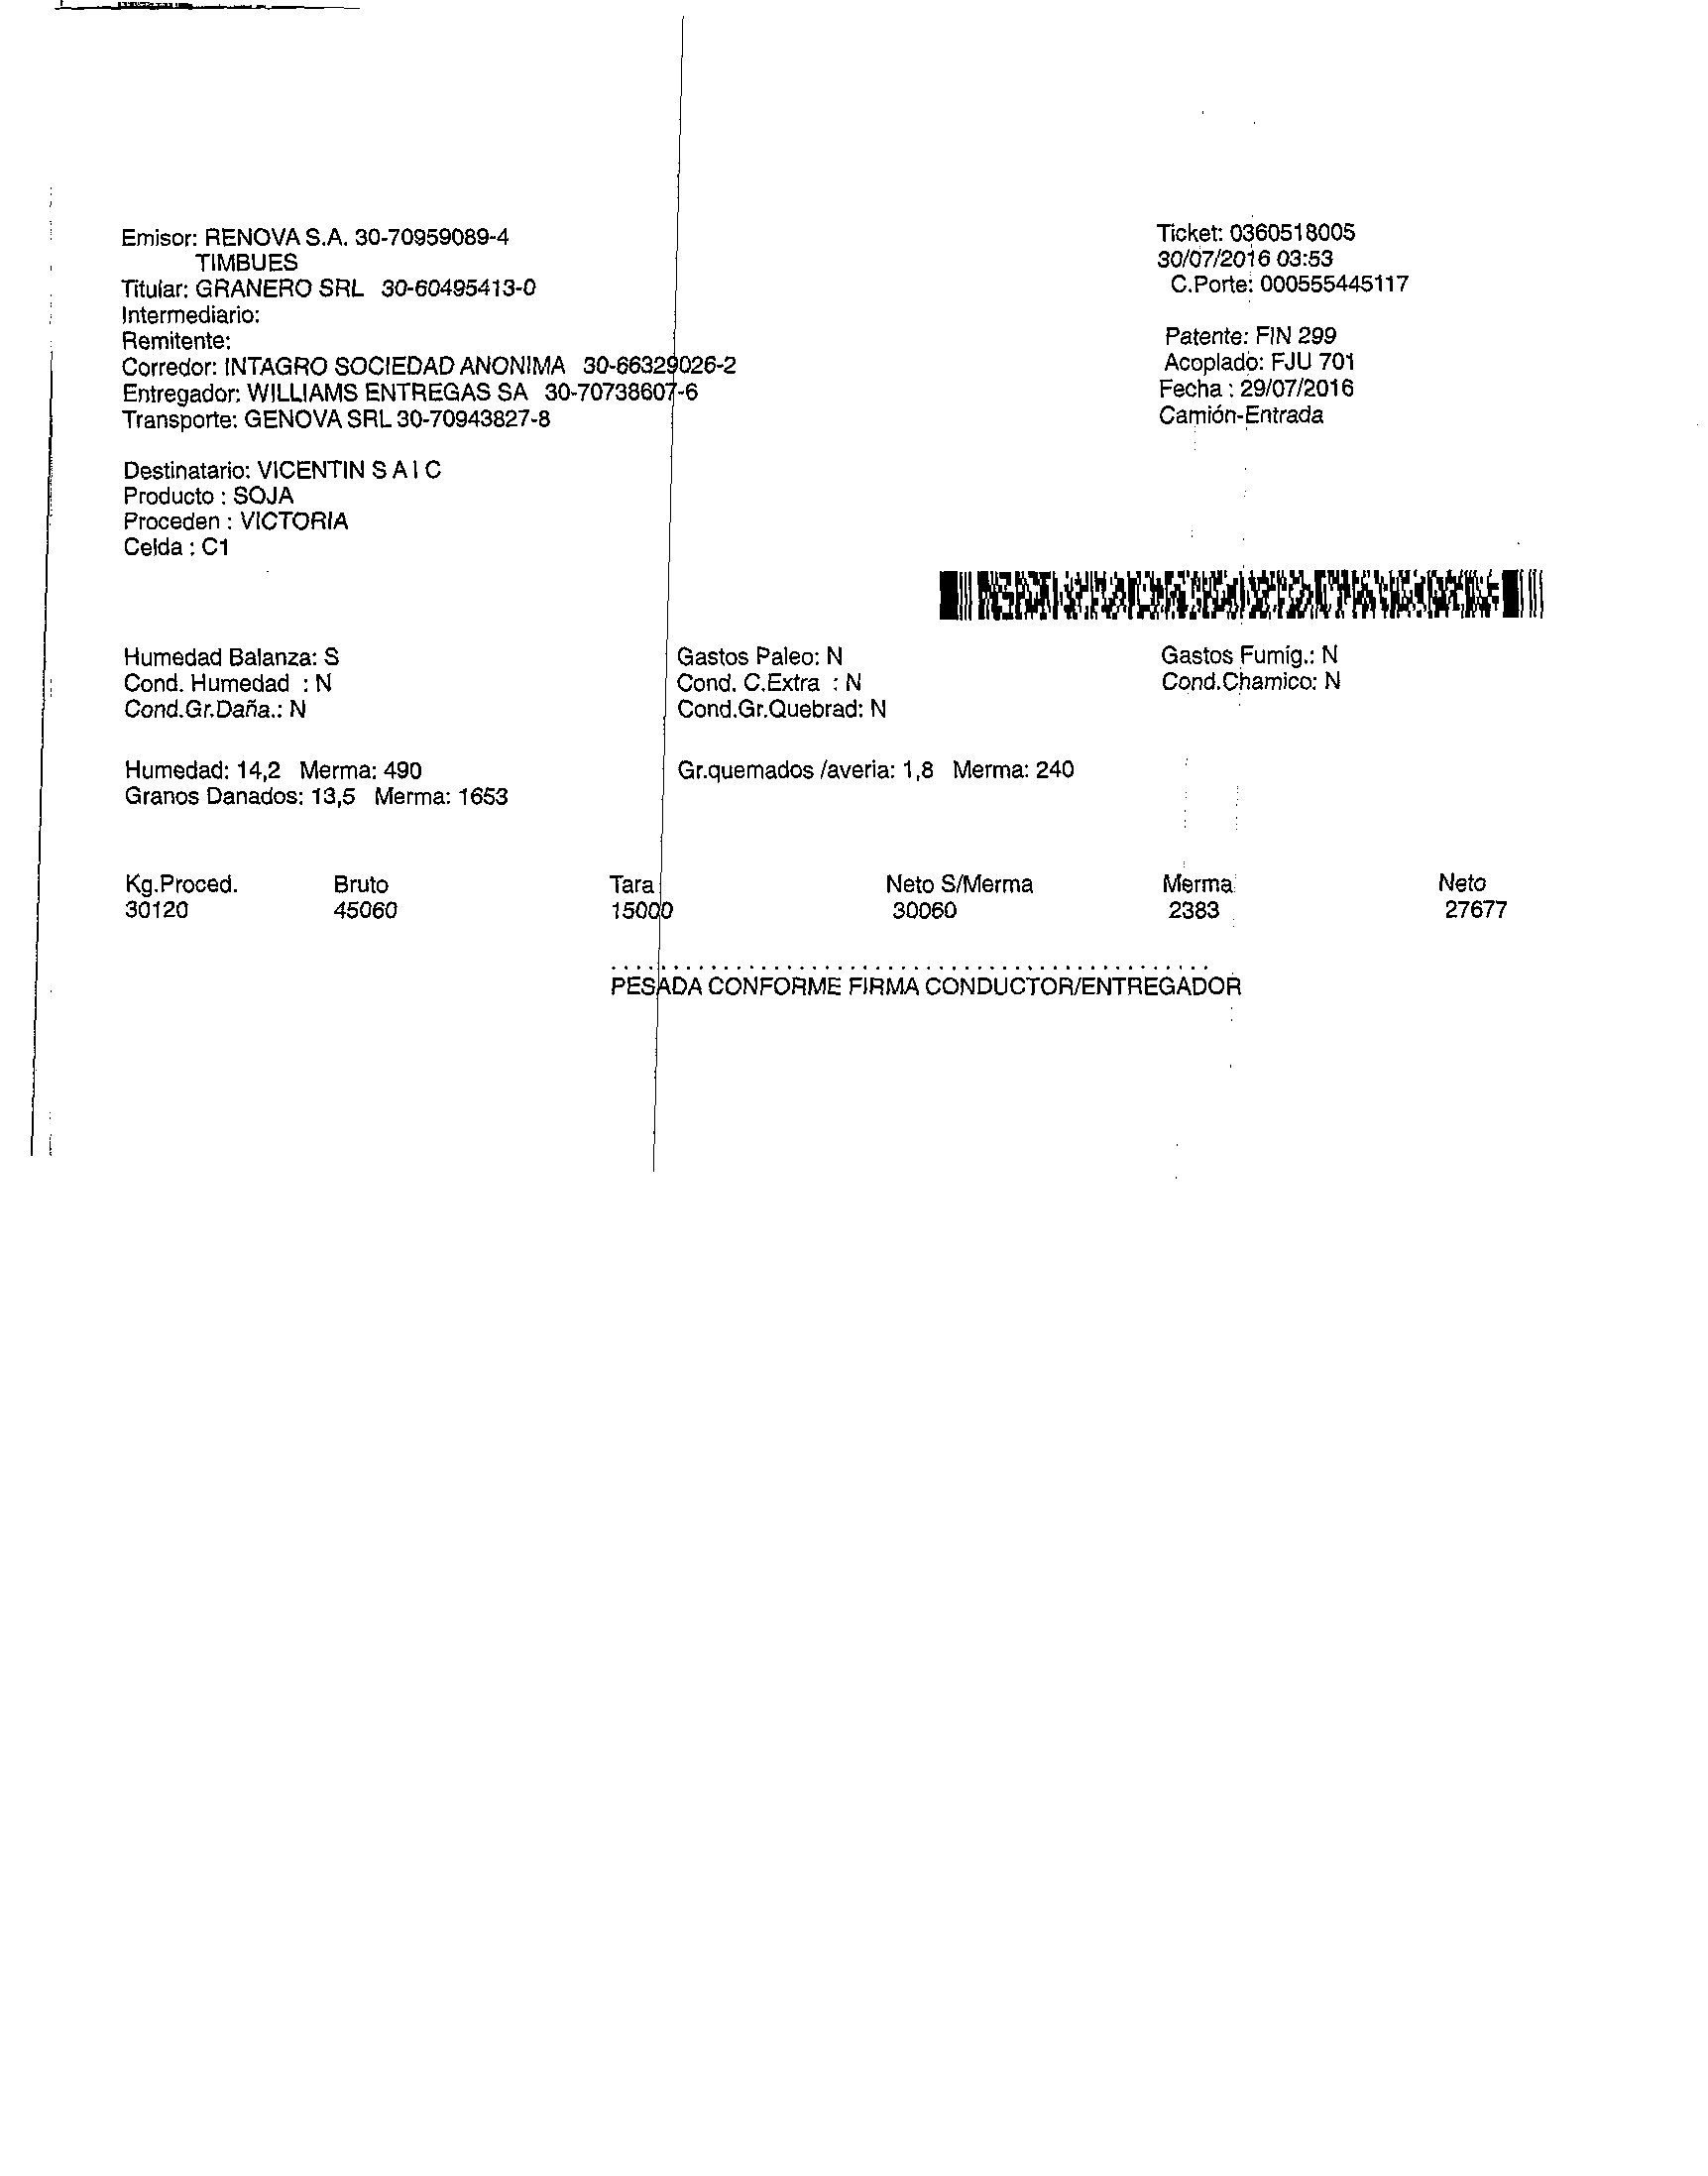 Emisor: RENOVA S.A. 30-70959089-4
TIMBUES
Titular: GRANERO SRL 30-60495413-0
Intermediario:
Remitente:
Corredor: INTAGRO SOCIEDAD ANONIMA 30-66329026-2
Entregador: WILLIAMS ENTREGAS SA 30-70738607-6
Transporte: GENOVA SRL 30-70943827-8
Ticket: 0360518005
30/07/2016 03:53
C.Porte: 000555445117
Patente: FIN 299
Acoplado: FJU 701
Fecha : 29/07/2016
Camión-Entrada
Destinatario: VICENTIN S A I C
Producto : SOJA
Proceden : VICTORIA
Celda : C1
Humedad Balanza: S Gastos Paleo: N Gastos Fumig.: N
Cond. Humedad : N Cond. C.Extra : N Cond.Chamico: N
Cond.Gr.Daña.: N Cond.Gr.Quebrad: N
Humedad: 14,2 Merma: 490 Gr.quemados /averia: 1,8 Merma: 240
Granos Danados: 13,5 Merma: 1653
Kg.Proced. Bruto Tara Neto S/Merma Merma Neto
30120 45060 15000 30060 2383 27677
PESADA CONFORME FIRMA CONDUCTOR/ENTREGADOR